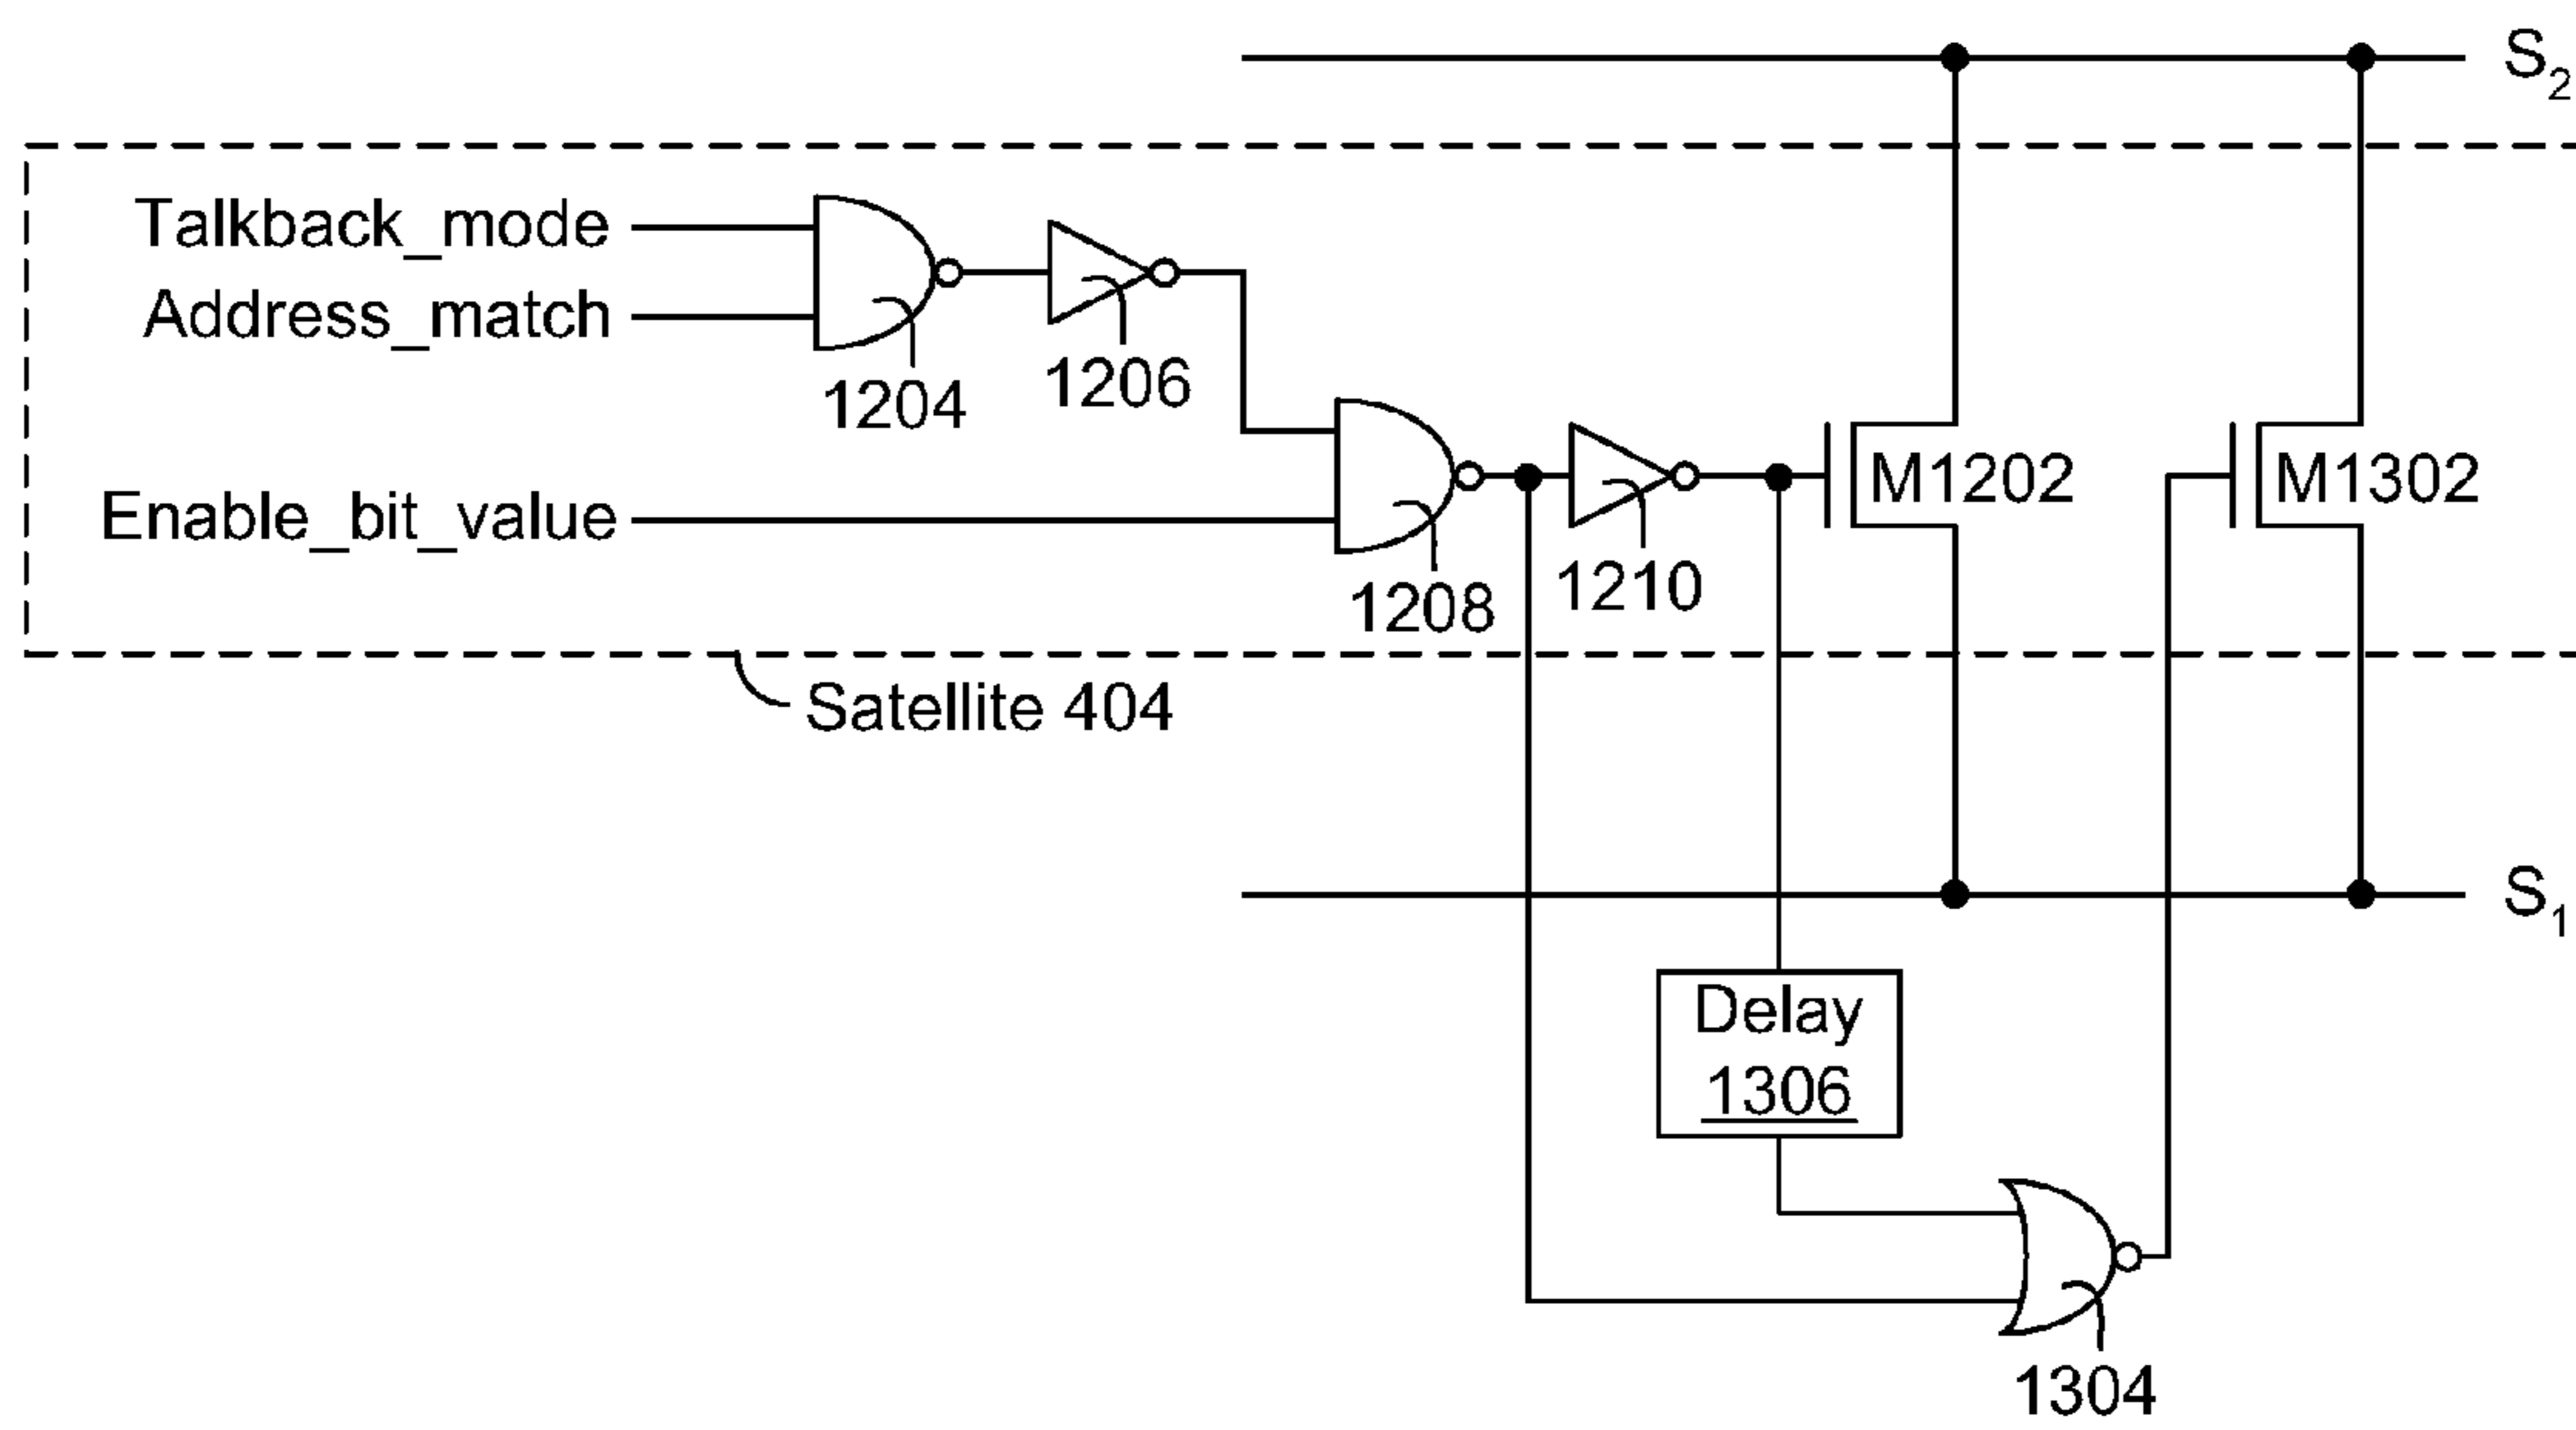 S2
Talkback_mode
Address_match
1204
1206
Enable_bit_value
M1202
M1302
1208
1210
Satellite 404
S1
Delay
1306
1304